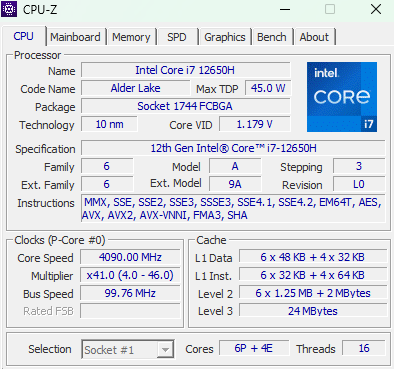 CPU-Z
CPU Mainboard Memory SPD Graphics Bench About
Processor
Name Intel Core i7 12650H
Code Name Alder Lake Max TDP 45.0 W
Package Socket 1744 FCBGA
Technology 10 nm Core VID 1.179 V
intel.
CORE
i7
Specification 12th Gen Intel® Core™ i7-12650H
Family 6 Model A Stepping 3
Ext. Family 6 Ext. Model 9A Revision L0
Instructions MMX, SSE, SSE2, SSE3, SSSE3, SSE4.1, SSE4.2, EM64T, AES,
AVX, AVX2, AVX-VNNI, FMA3, SHA
Clocks (P-Core #0)
Core Speed 4090.00 MHz
Multiplier x41.0 (4.0 - 46.0)
Bus Speed 99.76 MHz
Rated FSB
Cache
L1 Data 6 x 48 KB + 4 x 32 KB
L1 Inst. 6 x 32 KB + 4 x 64 KB
Level 2 6 x 1.25 MB + 2 MBytes
Level 3 24 MBytes
Selection Socket #1 Cores 6P + 4E Threads 16